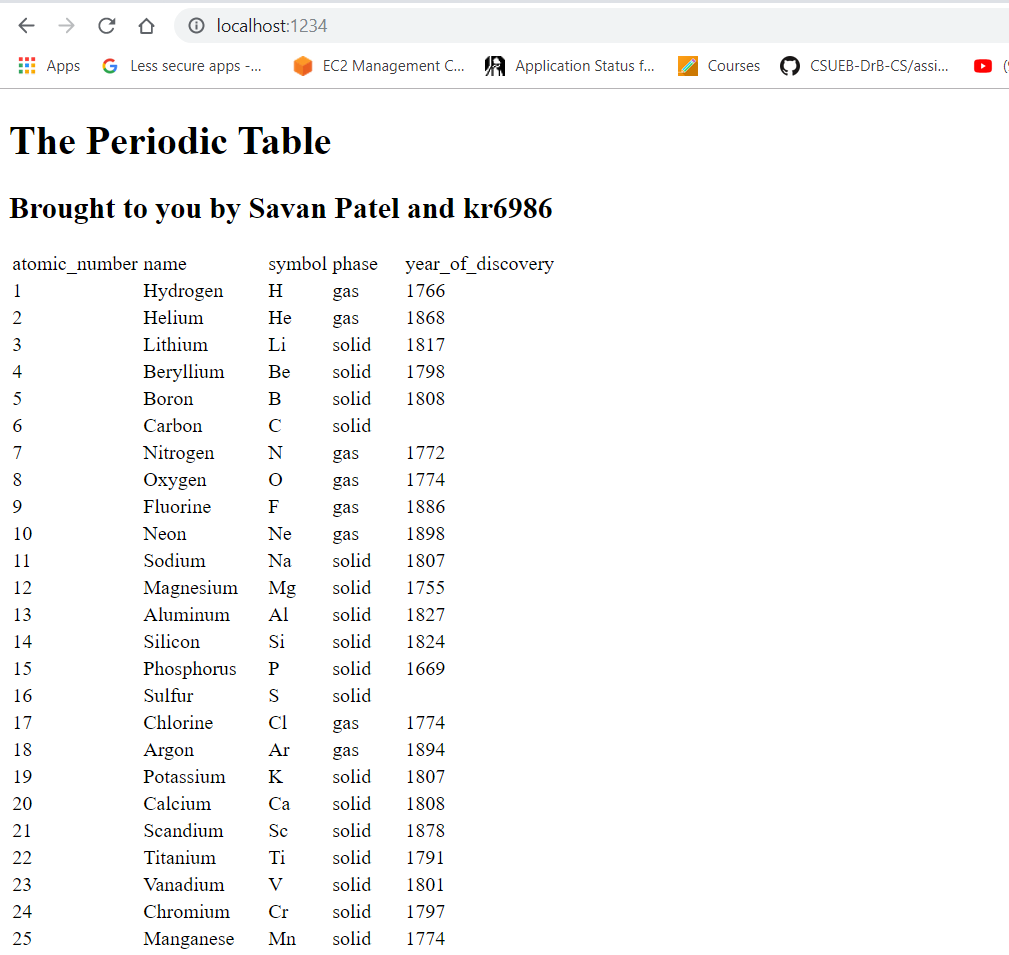 localhost:1234
Apps Less secure apps -... EC2 Management C... Application Status f... Courses CSUEB-DrB-CS/assi...
The Periodic Table
Brought to you by Savan Patel and kr6986
atomic_number name symbol phase year_of_discovery
1 Hydrogen H gas 1766
2 Helium He gas 1868
3 Lithium Li solid 1817
4 Beryllium Be solid 1798
5 Boron B solid 1808
6 Carbon C solid
7 Nitrogen N gas 1772
8 Oxygen O gas 1774
9 Fluorine F gas 1886
10 Neon Ne gas 1898
11 Sodium Na solid 1807
12 Magnesium Mg solid 1755
13 Aluminum Al solid 1827
14 Silicon Si solid 1824
15 Phosphorus P solid 1669
16 Sulfur S solid
17 Chlorine Cl gas 1774
18 Argon Ar gas 1894
19 Potassium K solid 1807
20 Calcium Ca solid 1808
21 Scandium Sc solid 1878
22 Titanium Ti solid 1791
23 Vanadium V solid 1801
24 Chromium Cr solid 1797
25 Manganese Mn solid 1774